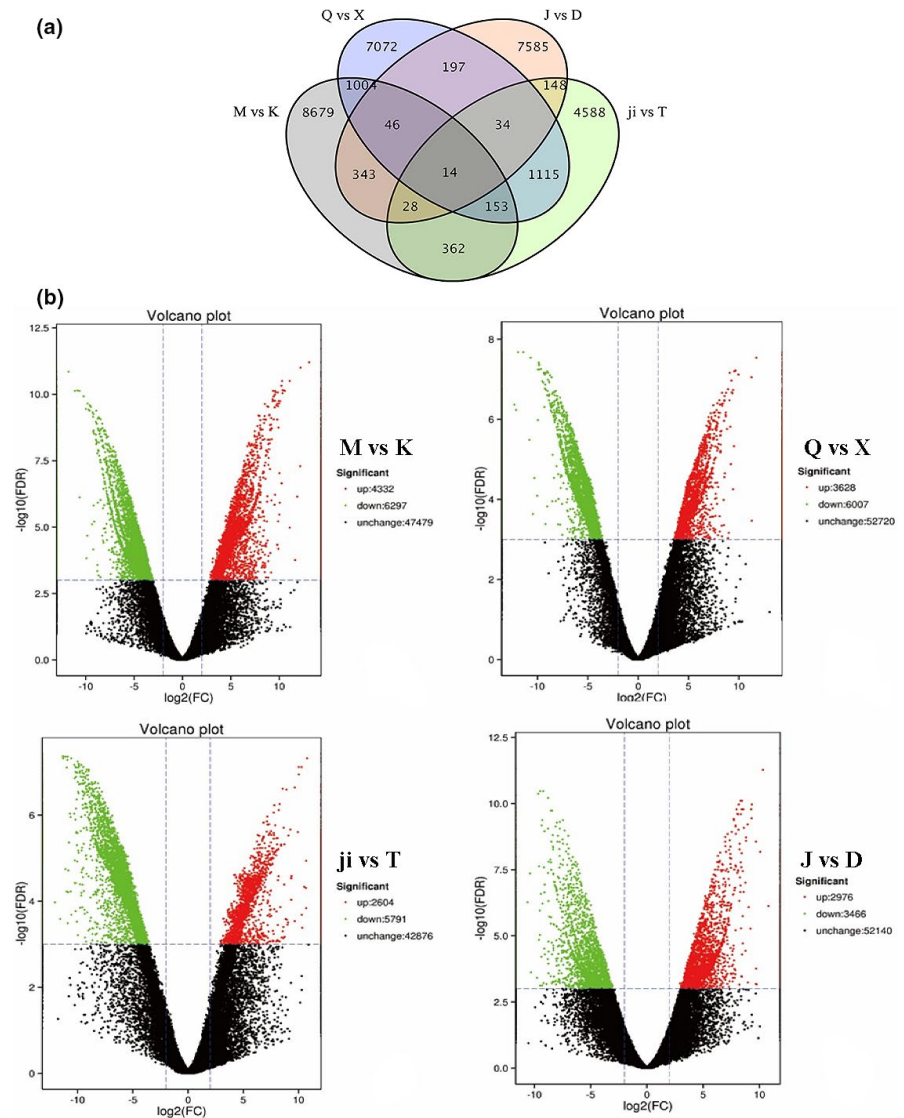 (a)
Q vs X
J vs D
7072
7585
197
1004
148
M vs K
8679
46
34
4588
ji vs T
343
14
1115
28
153
362
(b)
Volcano plot
12.5
10.0
7.5
5.0
2.5
0.0
-log10(FDR)
-10
-5
0
5
10
log2(FC)
M vs K
Significant
up:4332
down:6297
unchange:47479
Volcano plot
8
6
4
2
0
-log10(FDR)
-10
-5
0
5
10
log2(FC)
Q vs X
Significant
up:3628
down:6007
unchange:52720
Volcano plot
6
4
2
0
-log10(FDR)
-10
-5
0
5
10
log2(FC)
ji vs T
Significant
up:2604
down:5791
unchange:42876
Volcano plot
12.5
10.0
7.5
5.0
2.5
0.0
-log10(FDR)
-10
-5
0
5
10
log2(FC)
J vs D
Significant
up:2976
down:3466
unchange:52140